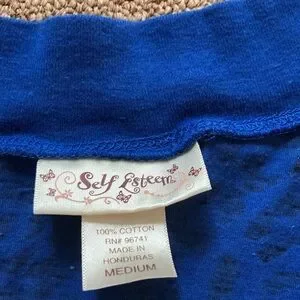 Self Esteem
100% COTTON
RN# 96741
MADE IN
HONDURAS
MEDIUM